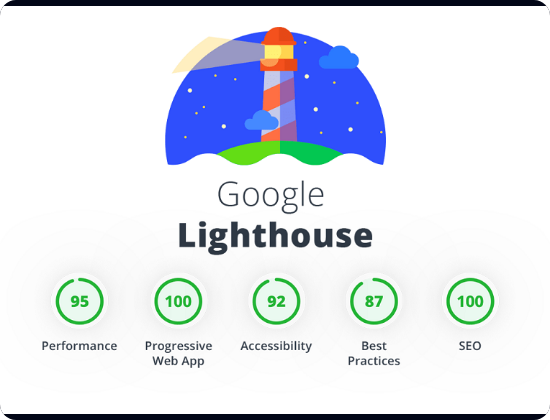 Google
Lighthouse
95
100
92
87
100
Performance
Progressive
Web App
Accessibility
Best
Practices
SEO